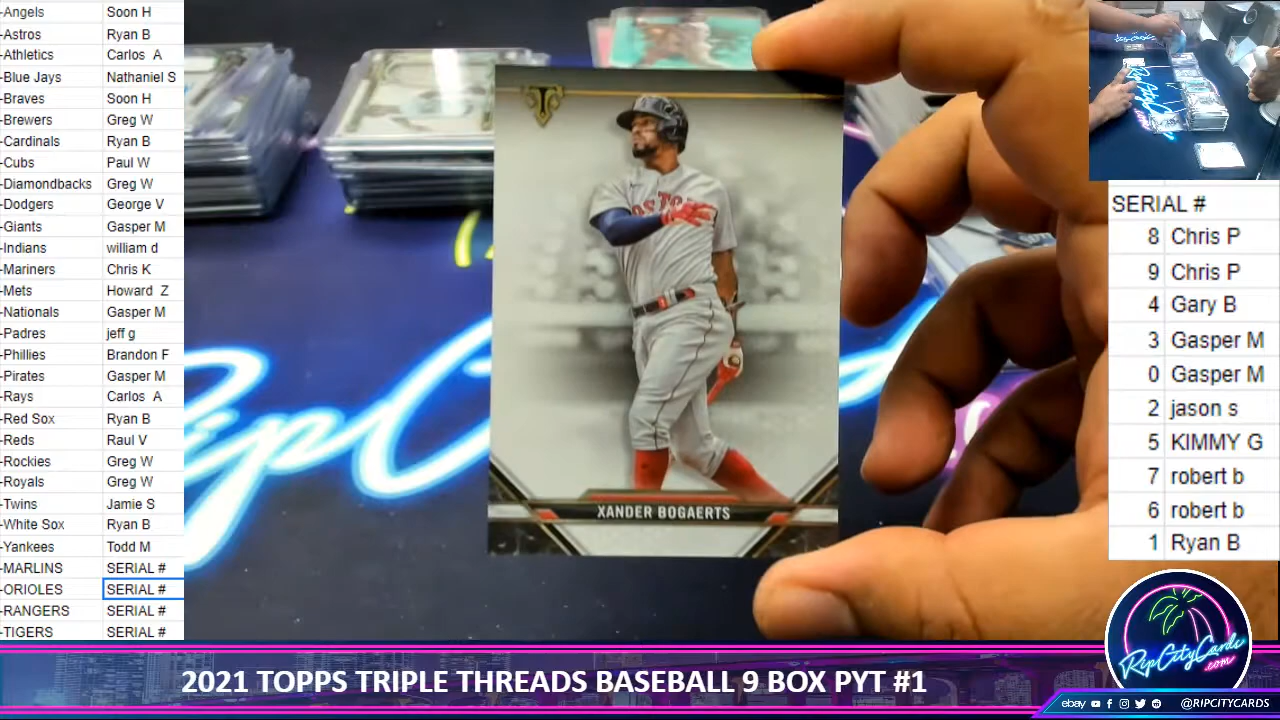 -Angels Soon H
-Astros Ryan B
-Athletics Carlos A
-Blue Jays Nathaniel S
-Braves Soon H
-Brewers Greg W
-Cardinals Ryan B
-Cubs Paul W
-Diamondbacks Greg W
-Dodgers George V
-Giants Gasper M
-Indians william d
-Mariners Chris K
-Mets Howard Z
-Nationals Gasper M
-Padres jeff g
-Phillies Brandon F
-Pirates Gasper M
-Rays Carlos A
-Red Sox Ryan B
-Reds Raul V
-Rockies Greg W
-Royals Greg W
-Twins Jamie S
-White Sox Ryan B
-Yankees Todd M
-MARLINS SERIAL #
-ORIOLES SERIAL #
-RANGERS SERIAL #
-TIGERS SERIAL #
BOSTON
XANDER BOGAERTS
RipC
SERIAL #
8 Chris P
9 Chris P
4 Gary B
3 Gasper M
0 Gasper M
2 jason s
5 KIMMY G
7 robert b
6 robert b
1 Ryan B
RipCityCards
.com
2021 TOPPS TRIPLE THREADS BASEBALL 9 BOX PYT #1
ebay @RIPCITYCARDS